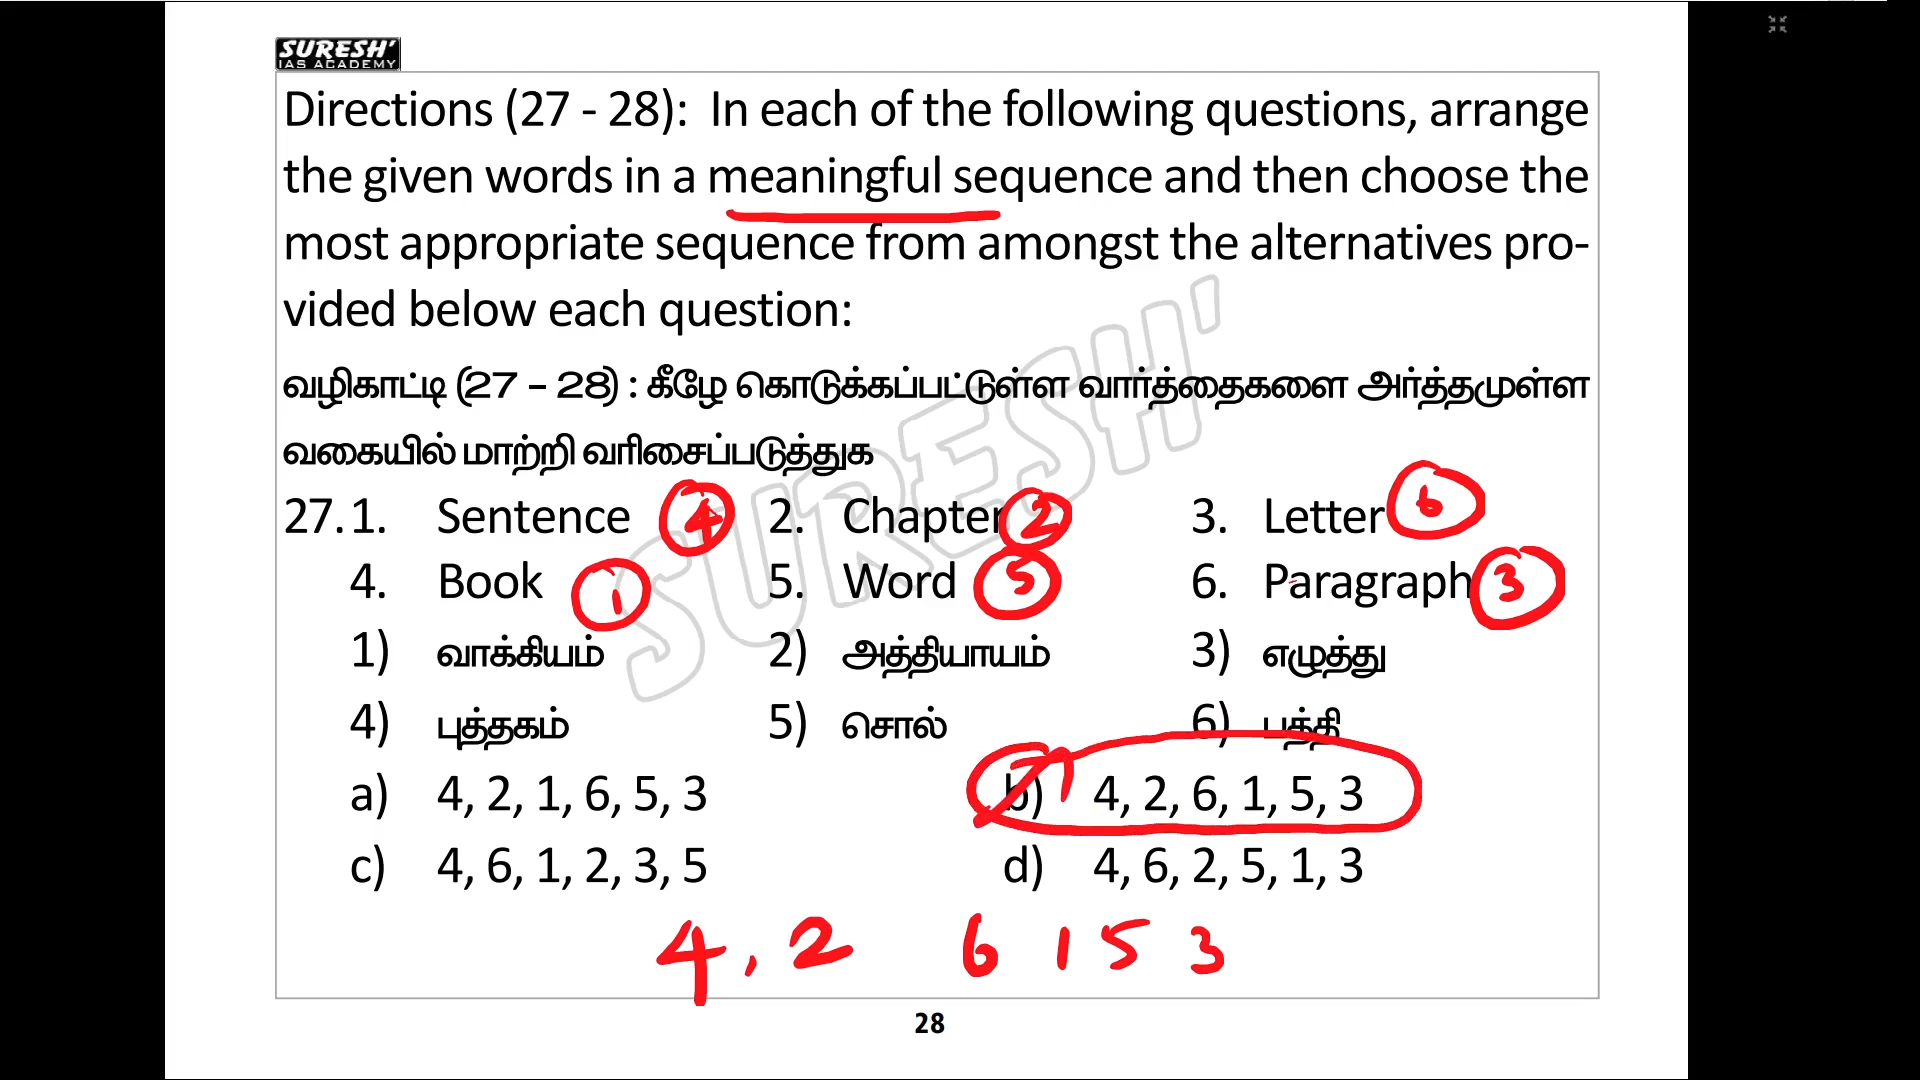 SURESH'
IAS ACADEMY
Directions (27 - 28): In each of the following questions, arrange
the given words in a meaningful sequence and then choose the
most appropriate sequence from amongst the alternatives pro-
vided below each question:
வழிகாட்டி (27 – 28) : கீழே கொடுக்கப்பட்டுள்ள வார்த்தைகளை அர்த்தமுள்ள
வகையில் மாற்றி வரிசைப்படுத்துக
27. 1. Sentence 4 2. Chapter 2 3. Letter 6
4. Book 1 5. Word 5 6. Paragraph 3
1) வாக்கியம் 2) அத்தியாயம் 3) எழுத்து
4) புத்தகம் 5) சொல் 6) பத்தி
a) 4, 2, 1, 6, 5, 3 b) 4, 2, 6, 1, 5, 3
c) 4, 6, 1, 2, 3, 5 d) 4, 6, 2, 5, 1, 3
4, 2 6 1 5 3
28
SURESH'